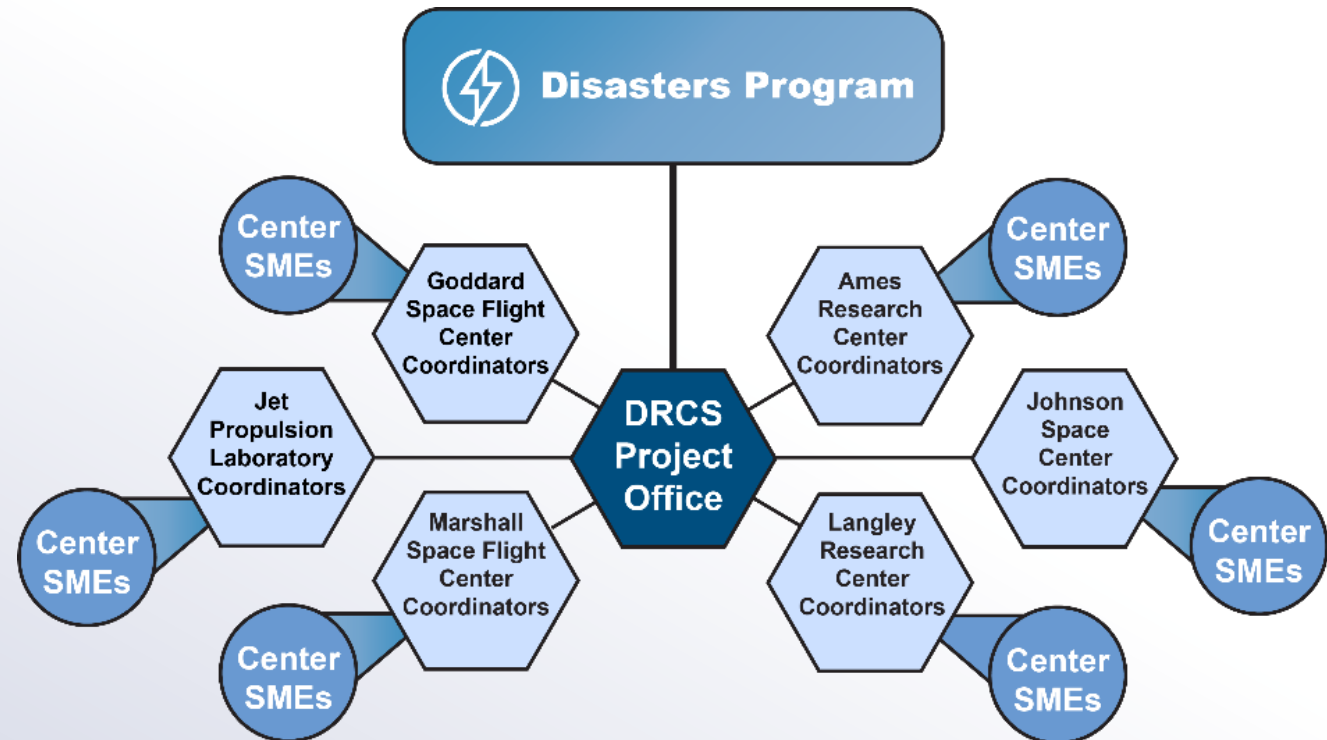 Disasters Program
Center
SMEs
Goddard
Space Flight
Center
Coordinators
Ames
Research
Center
Coordinators
Center
SMEs
Jet
Propulsion
Laboratory
Coordinators
DRCS
Project
Office
Johnson
Space
Center
Coordinators
Center
SMEs
Marshall
Space Flight
Center
Coordinators
Langley
Research
Center
Coordinators
Center
SMEs
Center
SMEs
Center
SMEs